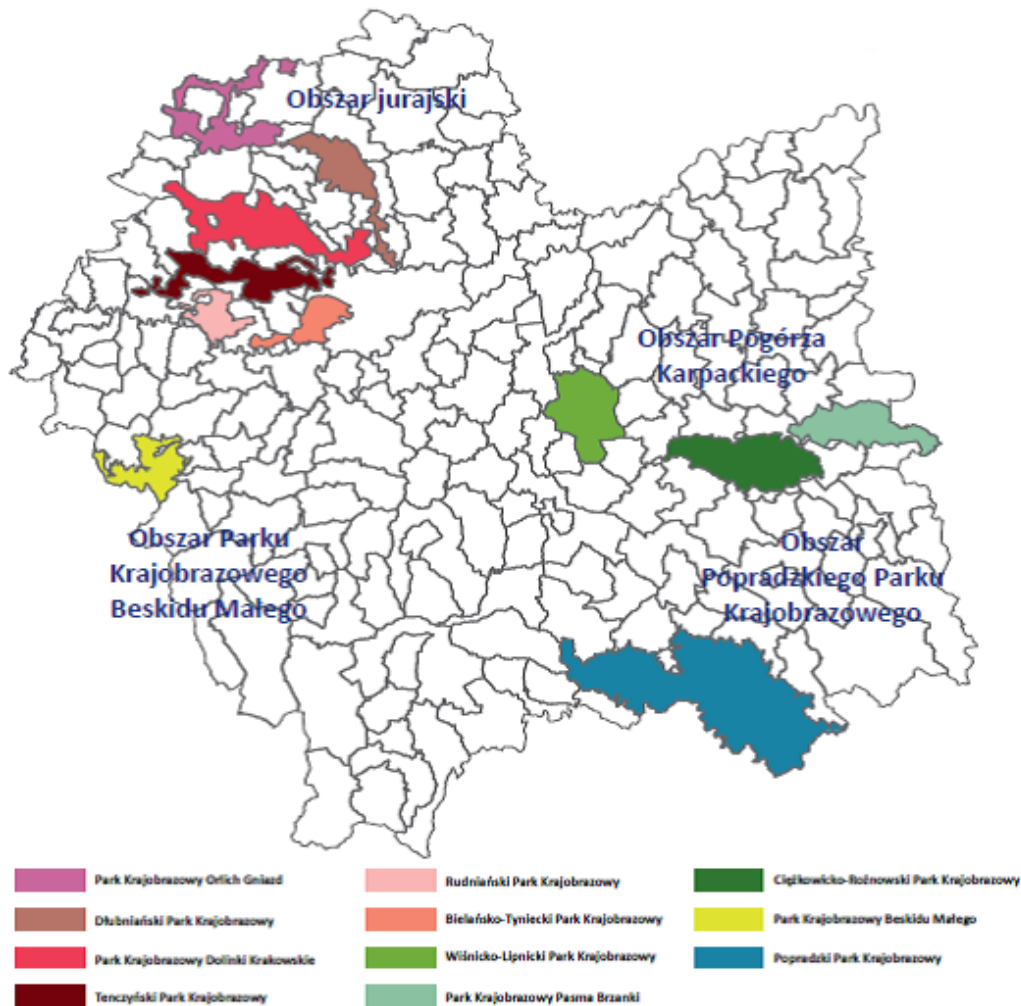 Obszar jurajski
Obszar Pogórza
Karpackiego
Obszar Parku
Krajobrazowego
Beskidu Małego
Obszar
Popradzkiego Parku
Krajobrazowego
Park Krajobrazowy Orlich Gniazd
Dłubniański Park Krajobrazowy
Park Krajobrazowy Dolinki Krakowskie
Tenczyński Park Krajobrazowy
Rudniański Park Krajobrazowy
Bielańsko-Tyniecki Park Krajobrazowy
Wiśnicko-Lipnicki Park Krajobrazowy
Park Krajobrazowy Pasma Brzanki
Ciężkowicko-Rożnowski Park Krajobrazowy
Park Krajobrazowy Beskidu Małego
Popradzki Park Krajobrazowy